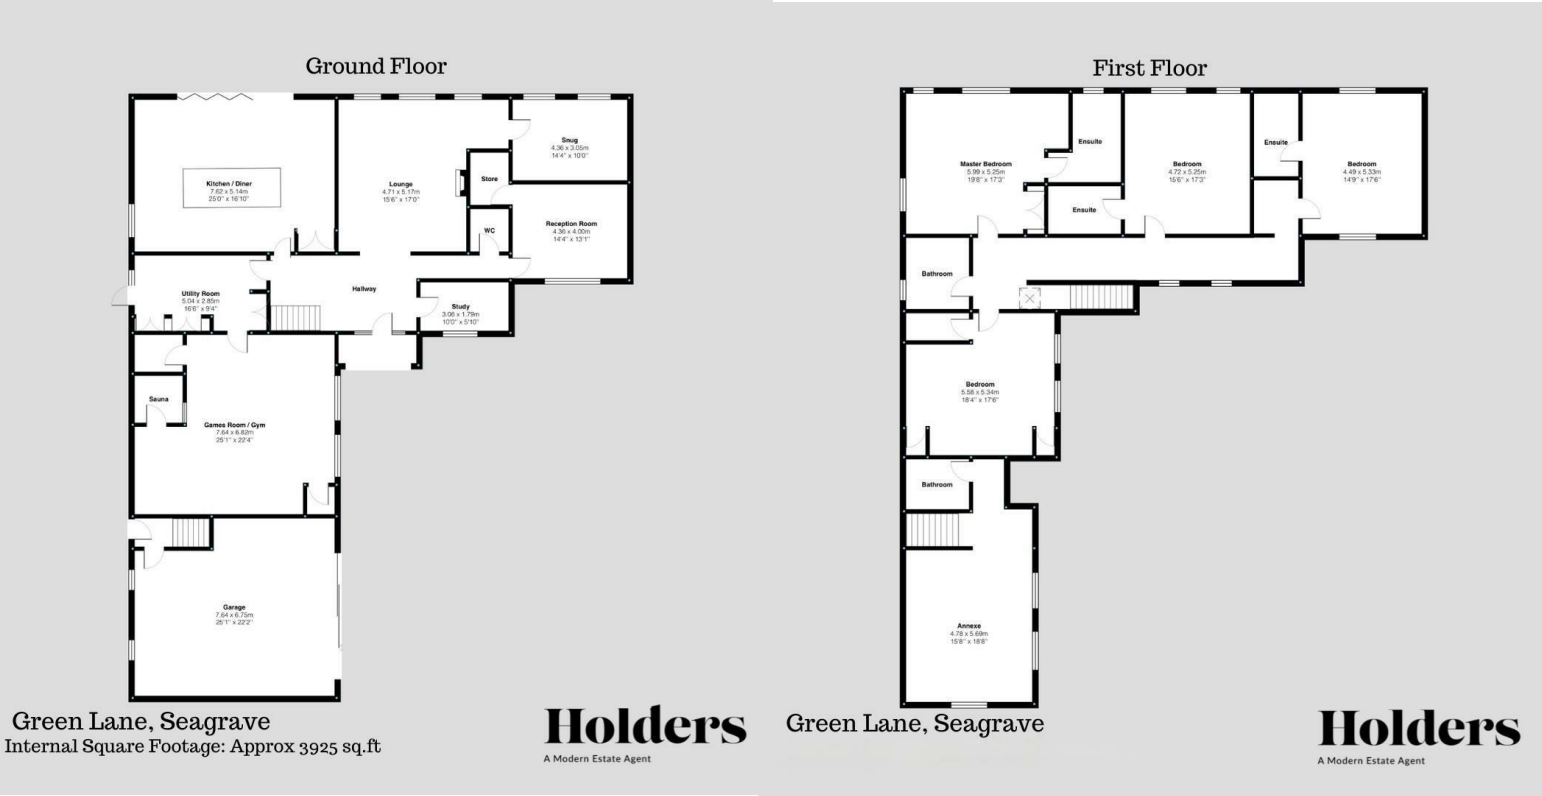 Ground Floor
Kitchen / Diner
7.62 x 5.14m
25'0" x 16'10"
Lounge
4.71 x 5.17m
15'6" x 17'0"
Snug
4.36 x 3.05m
14'4" x 10'0"
Store
WC
Reception Room
4.36 x 4.00m
14'4" x 13'1"
Utility Room
5.04 x 2.85m
16'6" x 9'4"
Hallway
Study
3.06 x 1.79m
10'0" x 5'10"
Sauna
Games Room / Gym
7.64 x 6.82m
25'1" x 22'4"
Garage
7.64 x 6.75m
25'1" x 22'2"
Green Lane, Seagrave
Internal Square Footage: Approx 3925 sq.ft
Holders
A Modern Estate Agent
First Floor
Master Bedroom
5.99 x 5.25m
19'8" x 17'3"
Ensuite
Ensuite
Bedroom
4.72 x 5.25m
15'6" x 17'3"
Ensuite
Bedroom
4.49 x 5.33m
14'9" x 17'6"
Bathroom
Bedroom
5.58 x 5.34m
18'4" x 17'6"
Bathroom
Annexe
4.78 x 5.69m
15'8" x 18'8"
Green Lane, Seagrave
Holders
A Modern Estate Agent